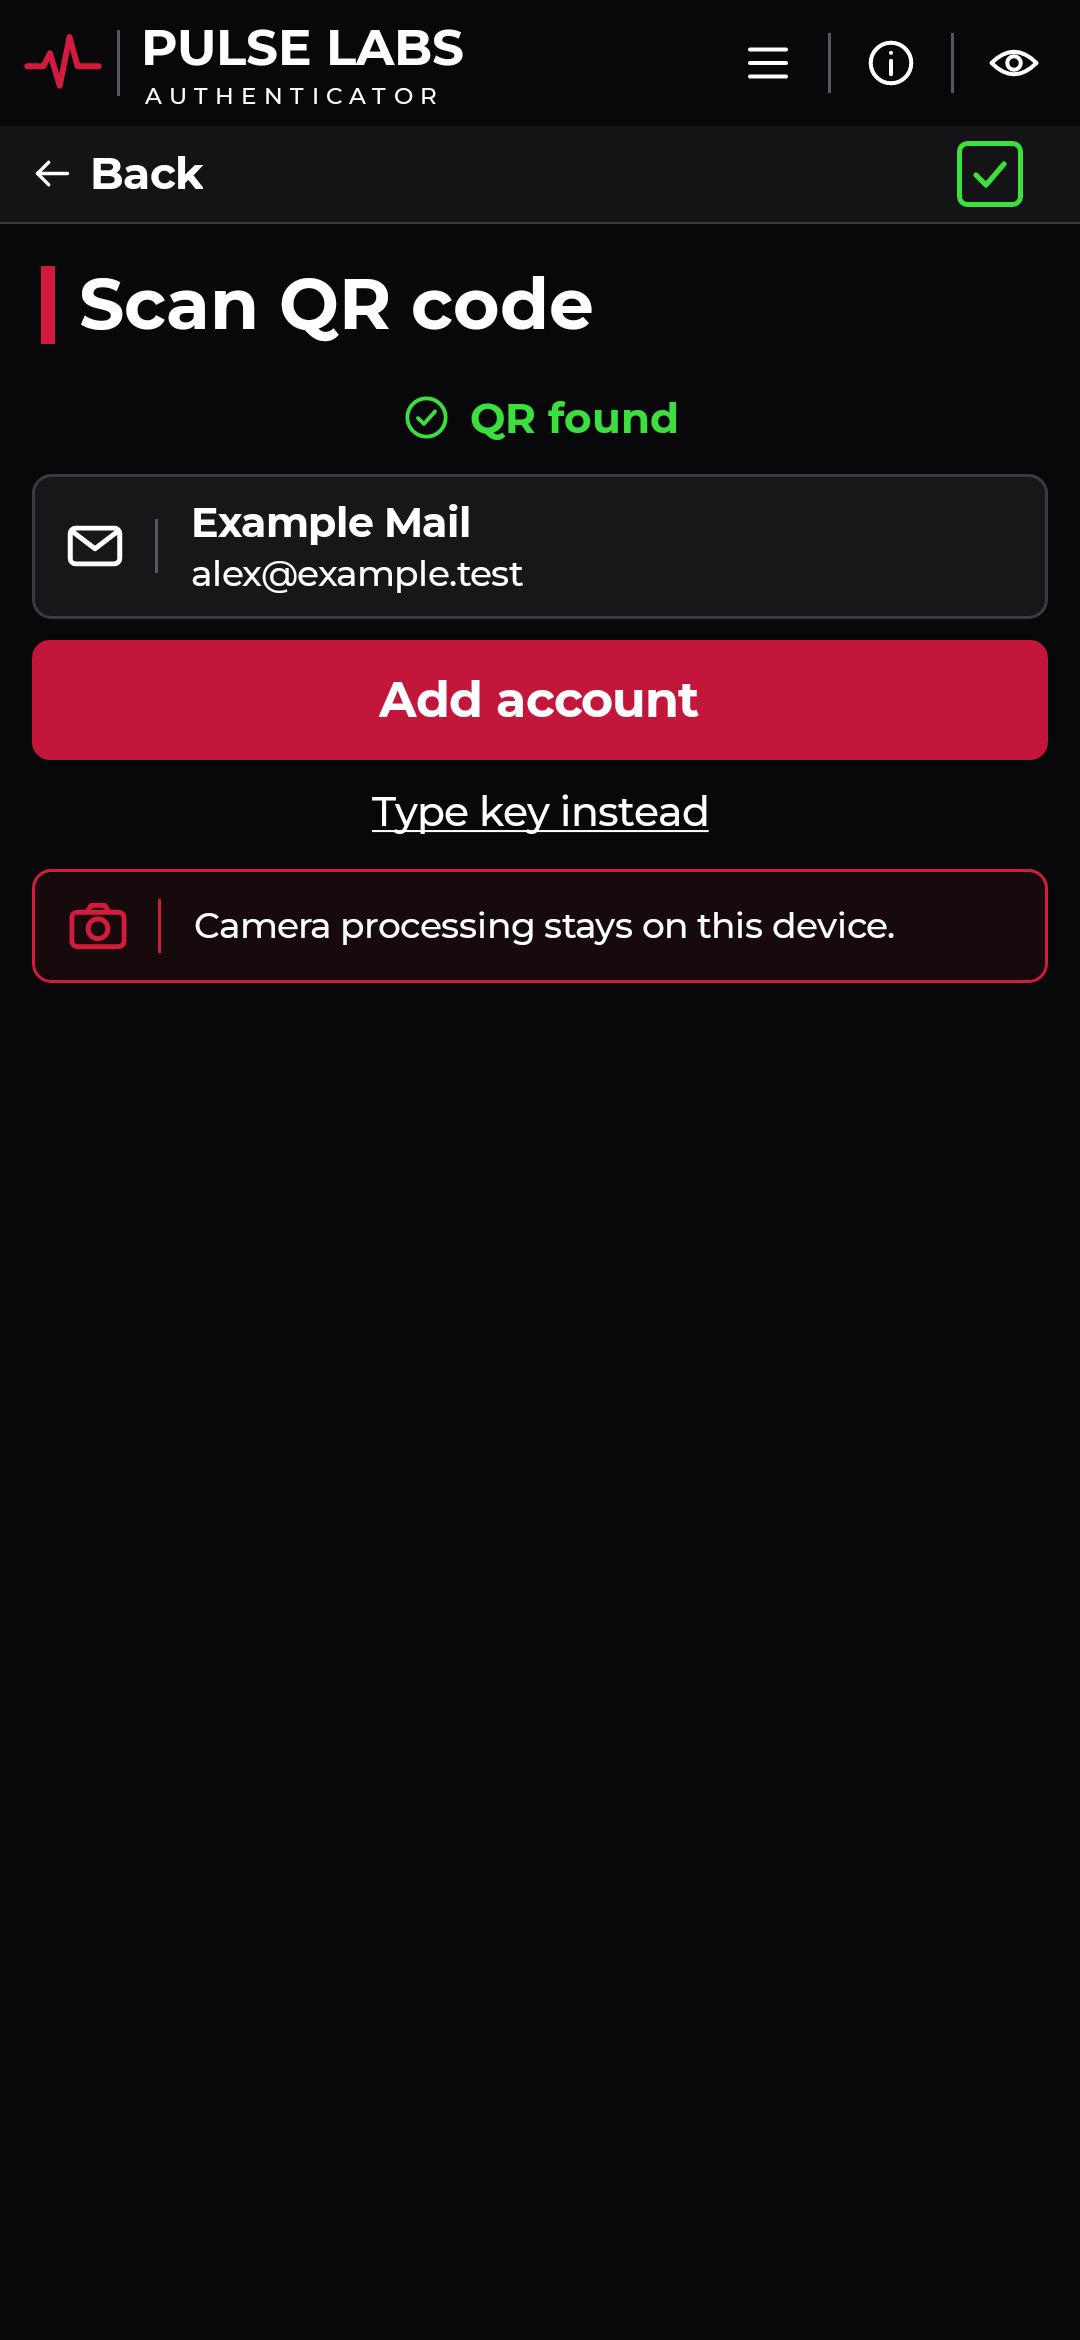 PULSE LABS
AUTHENTICATOR
Back
Scan QR code
QR found
Example Mail
alex@example.test
Add account
Type key instead
Camera processing stays on this device.